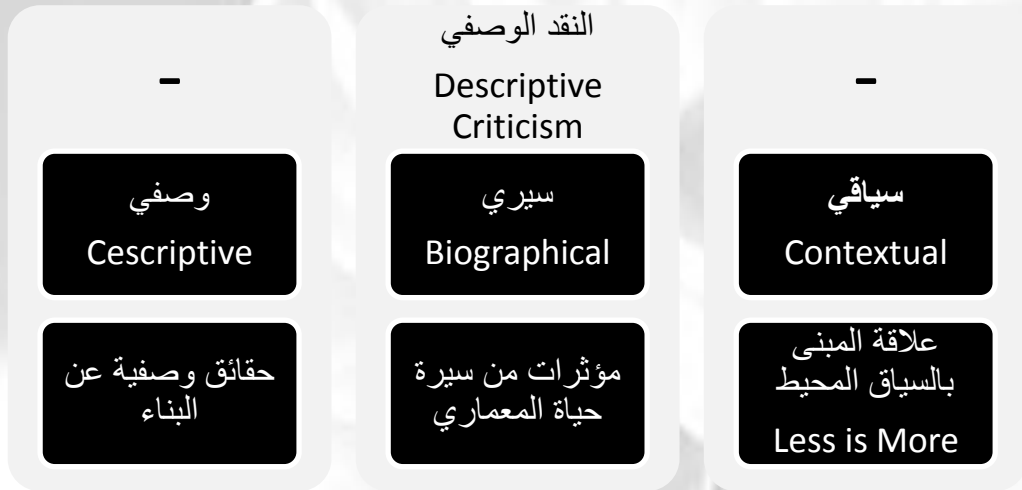 -
وصفي
Cescriptive
حقائق وصفية عن
البناء
النقد الوصفي
Descriptive
Criticism
سيري
Biographical
مؤثرات من سيرة
حياة المعماري
-
سياقي
Contextual
علاقة المبنى
بالسياق المحيط
Less is More